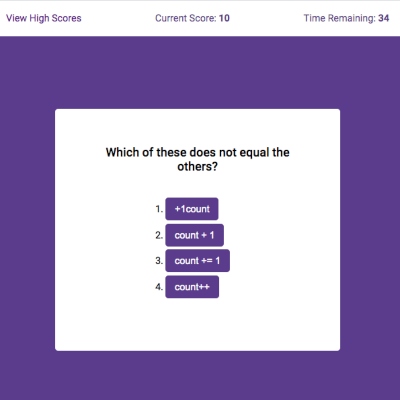 View High Scores
Current Score: 10
Time Remaining: 34
Which of these does not equal the
others?
1. +1count
2. count + 1
3. count += 1
4. count++